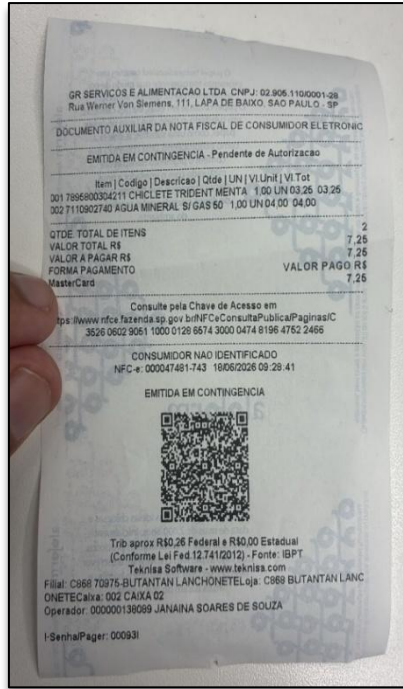 GR SERVICOS E ALIMENTACAO LTDA CNPJ: 02.905.110/0001-28
Rua Werner Von Siemens, 111, LAPA DE BAIXO, SAO PAULO - SP
DOCUMENTO AUXILIAR DA NOTA FISCAL DE CONSUMIDOR ELETRONIC
EMITIDA EM CONTINGENCIA - Pendente de Autorizacao
Item | Codigo | Descricao | Qtde | UN | Vl.Unit | Vl.Tot
001 7895800304211 CHICLETE TRIDENT MENTA 1,00 UN 03,25 03,25
002 7110902740 AGUA MINERAL S/ GAS 50 1,00 UN 04,00 04,00
QTDE. TOTAL DE ITENS 2
VALOR TOTAL R$ 7,25
VALOR A PAGAR R$ 7,25
FORMA PAGAMENTO VALOR PAGO R$
MasterCard 7,25
Consulte pela Chave de Acesso em
tps://www.nfce.fazenda.sp.gov.br/NFCeConsultaPublica/Paginas/C
3526 0602 9051 1000 0128 6574 3000 0474 8196 4752 2466
CONSUMIDOR NAO IDENTIFICADO
NFC-e: 000047481-743 18/06/2026 09:28:41
EMITIDA EM CONTINGENCIA
Trib aprox R$0,26 Federal e R$0,00 Estadual
(Conforme Lei Fed.12.741/2012) - Fonte: IBPT
Teknisa Software - www.teknisa.com
Filial: C868 70975-BUTANTAN LANCHONETELoja: C868 BUTANTAN LANC
ONETECaixa: 002 CAIXA 02
Operador: 000000138089 JANAINA SOARES DE SOUZA
Senha/Pager: 00093I